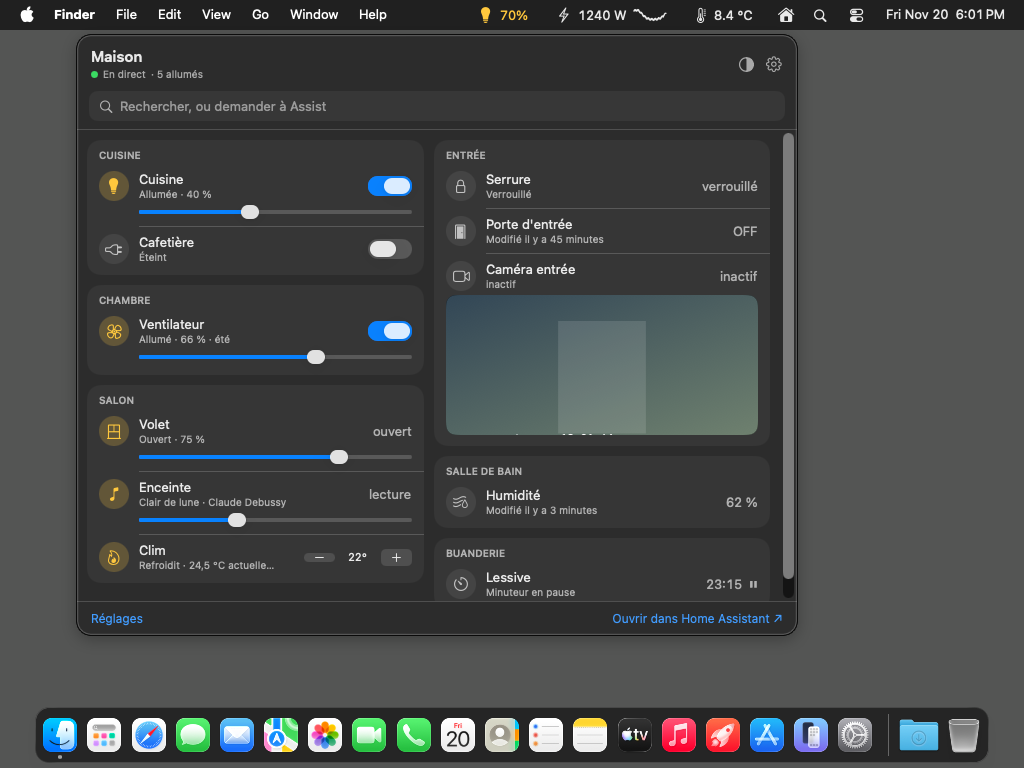 Finder File Edit View Go Window Help 70% 1240 W 8.4 °C Fri Nov 20 6:01 PM
Maison
En direct · 5 allumés
Rechercher, ou demander à Assist
CUISINE
Cuisine
Allumée · 40 %
Cafetière
Éteint
CHAMBRE
Ventilateur
Allumé · 66 % · été
SALON
Volet
Ouvert · 75 %
ouvert
Enceinte
Clair de lune · Claude Debussy
lecture
Clim
Refroidit · 24,5 °C actuelle...
22°
ENTRÉE
Serrure
Verrouillé
verrouillé
Porte d'entrée
Modifié il y a 45 minutes
OFF
Caméra entrée
Inactif
inactif
SALLE DE BAIN
Humidité
Modifié il y a 3 minutes
62 %
BUANDERIE
Lessive
Minuteur en pause
23:15
Réglages
Ouvrir dans Home Assistant ↗
Fri
20
tv